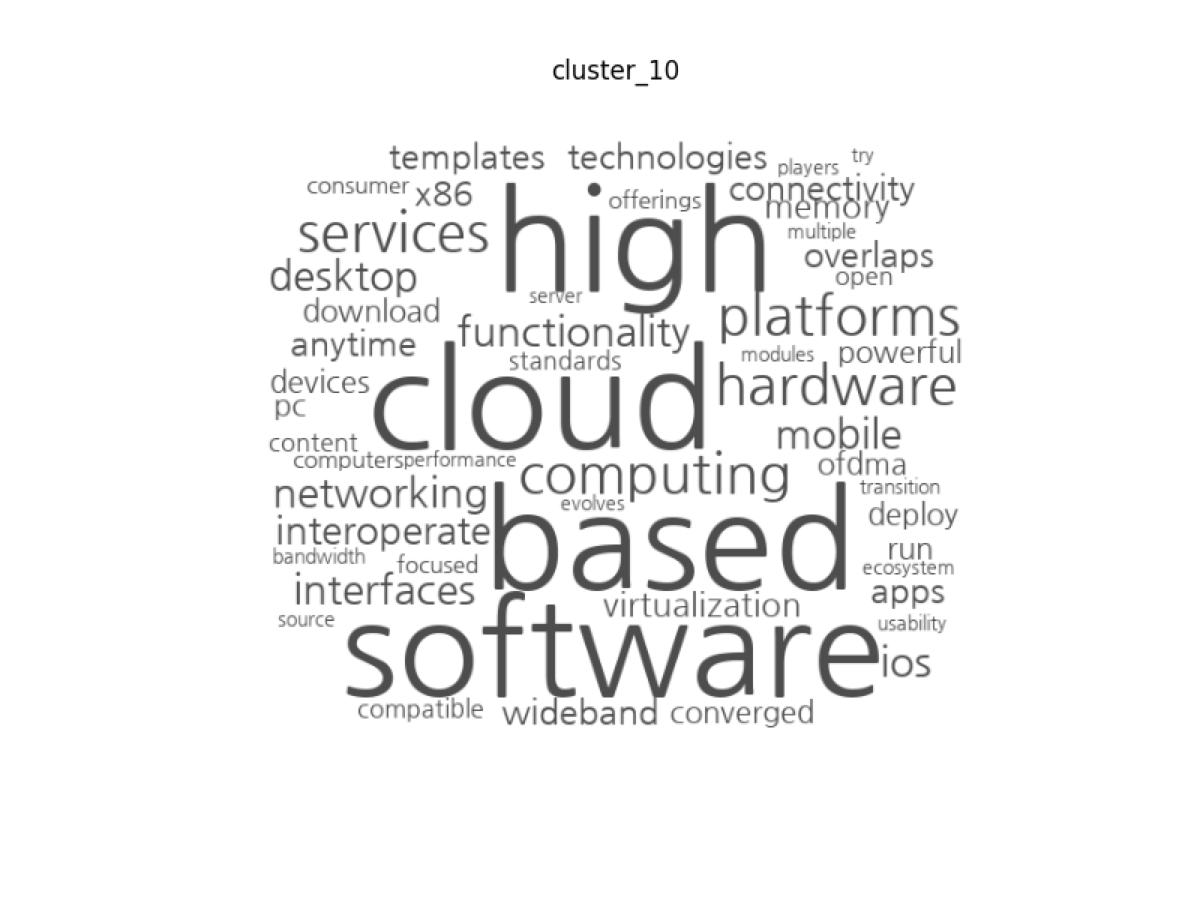 cluster_10
templates technologies
players
try
consumer
x86
offerings
connectivity
memory
services
high
multiple
overlaps
desktop
open
server
download
functionality
platforms
anytime
standards
modules
powerful
devices
cloud
hardware
pc
content
mobile
computers
performance
computing
ofdma
networking
evolves
transition
interoperate
based
deploy
bandwidth
focused
run
ecosystem
interfaces
virtualization
apps
source
software
usability
ios
compatible
wideband
converged